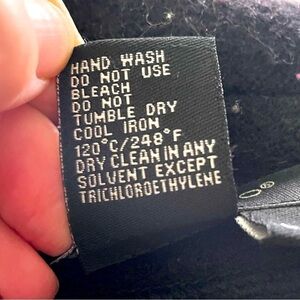 HAND WASH
DO NOT USE
BLEACH
DO NOT
TUMBLE DRY
COOL IRON
120°C/248°F
DRY CLEAN IN ANY
SOLVENT EXCEPT
TRICHLOROETHYLENE